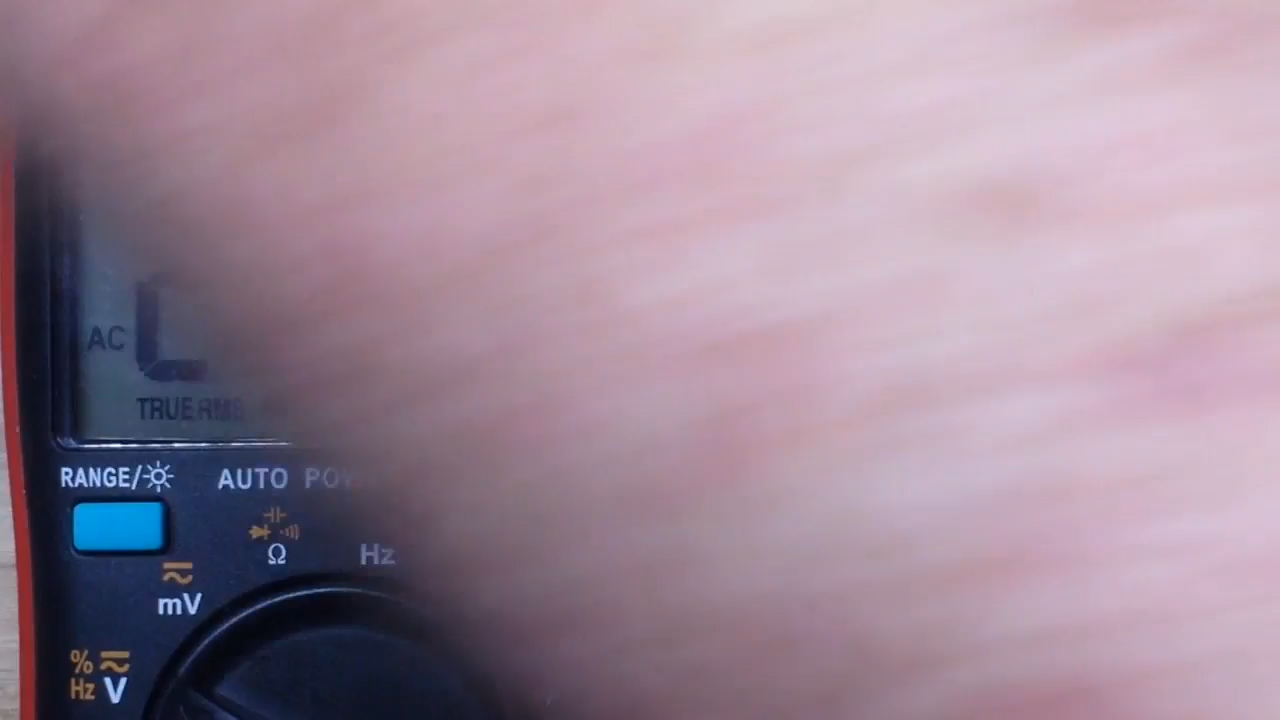 AC
TRUE RMS
RANGE/ AUTO
Ω
Hz
mV
%
Hz V